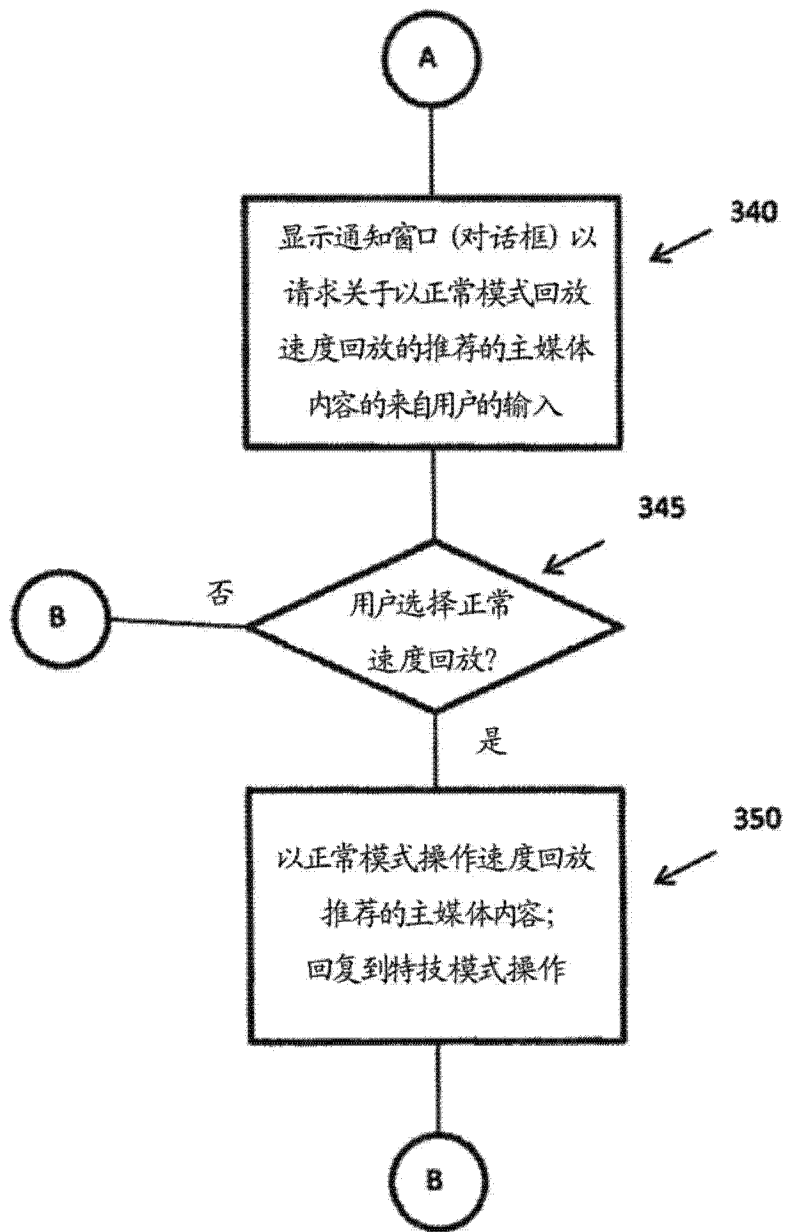 A
显示通知窗口 (对话框) 以
请求关于以正常模式回放
速度回放的推荐的主媒体
内容的来自用户的输入
340
345
否
B
用户选择正常
速度回放?
是
350
以正常模式操作速度回放
推荐的主媒体内容;
回复到特技模式操作
B